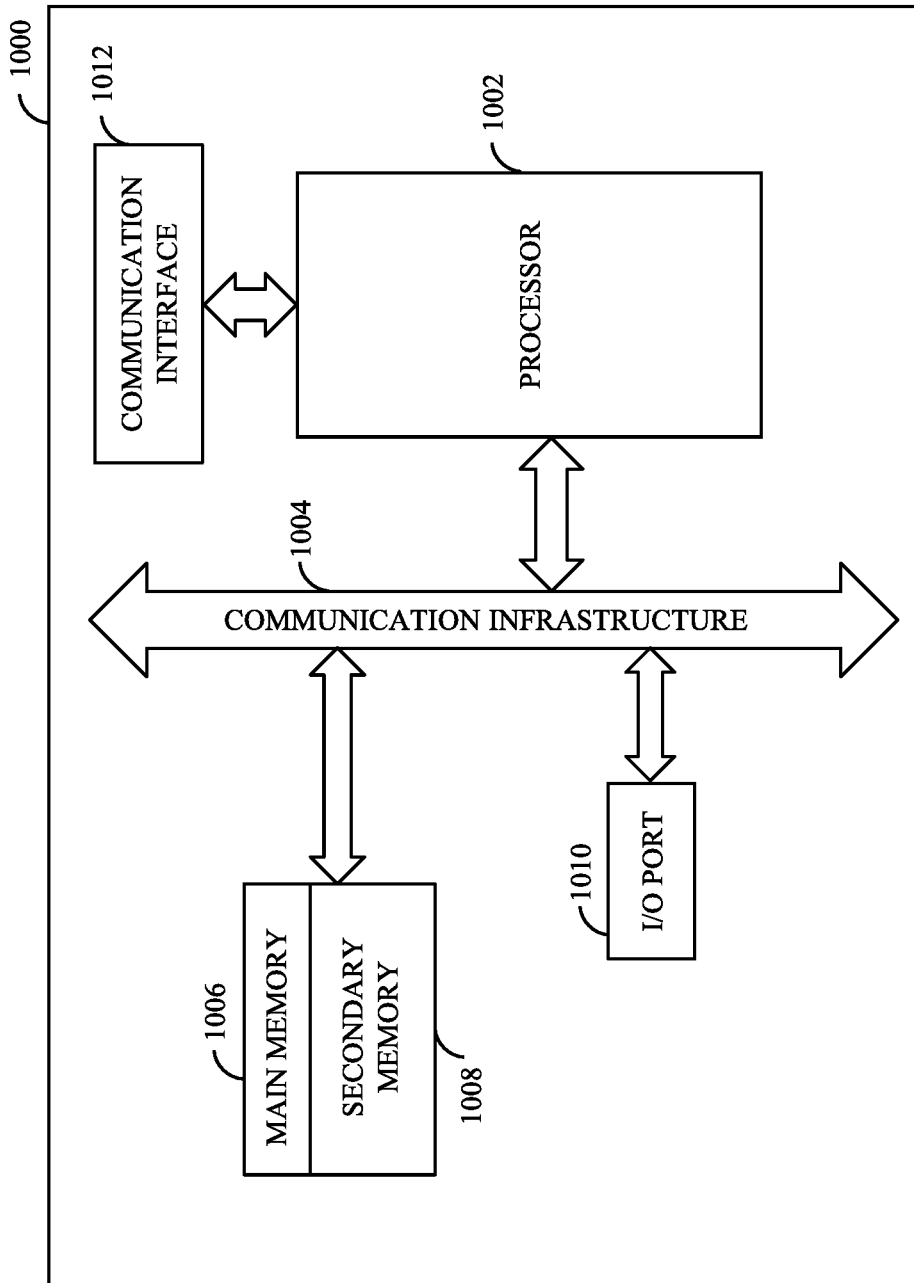 1000
1012
COMMUNICATION
INTERFACE
1002
PROCESSOR
1004
COMMUNICATION INFRASTRUCTURE
1006
MAIN MEMORY
SECONDARY
MEMORY
1008
1010
I/O PORT